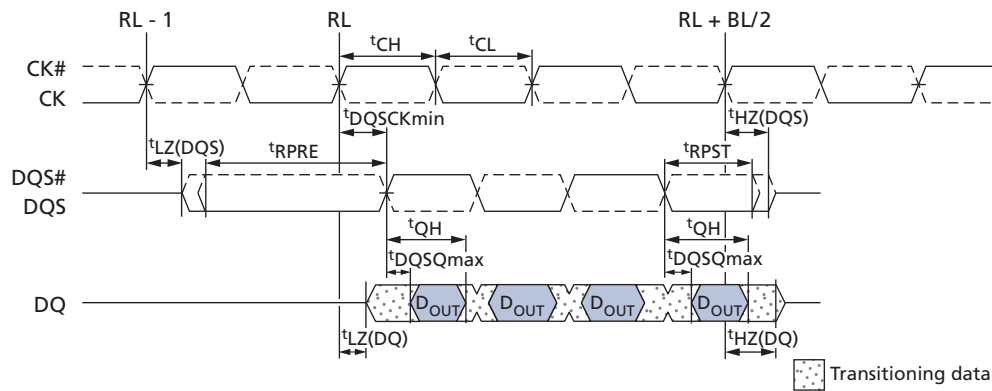 RL - 1 RL RL + BL/2
tCH tCL
CK#
CK
tDQSCKmin tHZ(DQS)
tLZ(DQS) tRPRE tRPST
DQS#
DQS
tQH tQH
tDQSQmax tDQSQmax
DQ DOUT DOUT DOUT DOUT
tLZ(DQ) tHZ(DQ)
Transitioning data